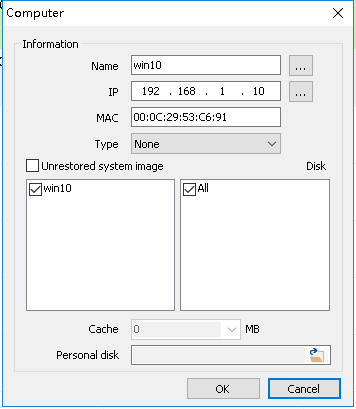 Computer
Information
Name win10 ...
IP 192 . 168 . 1 . 10 ...
MAC 00:0C:29:53:C6:91
Type None
Unrestored system image Disk
win10 All
Cache 0 MB
Personal disk
OK Cancel